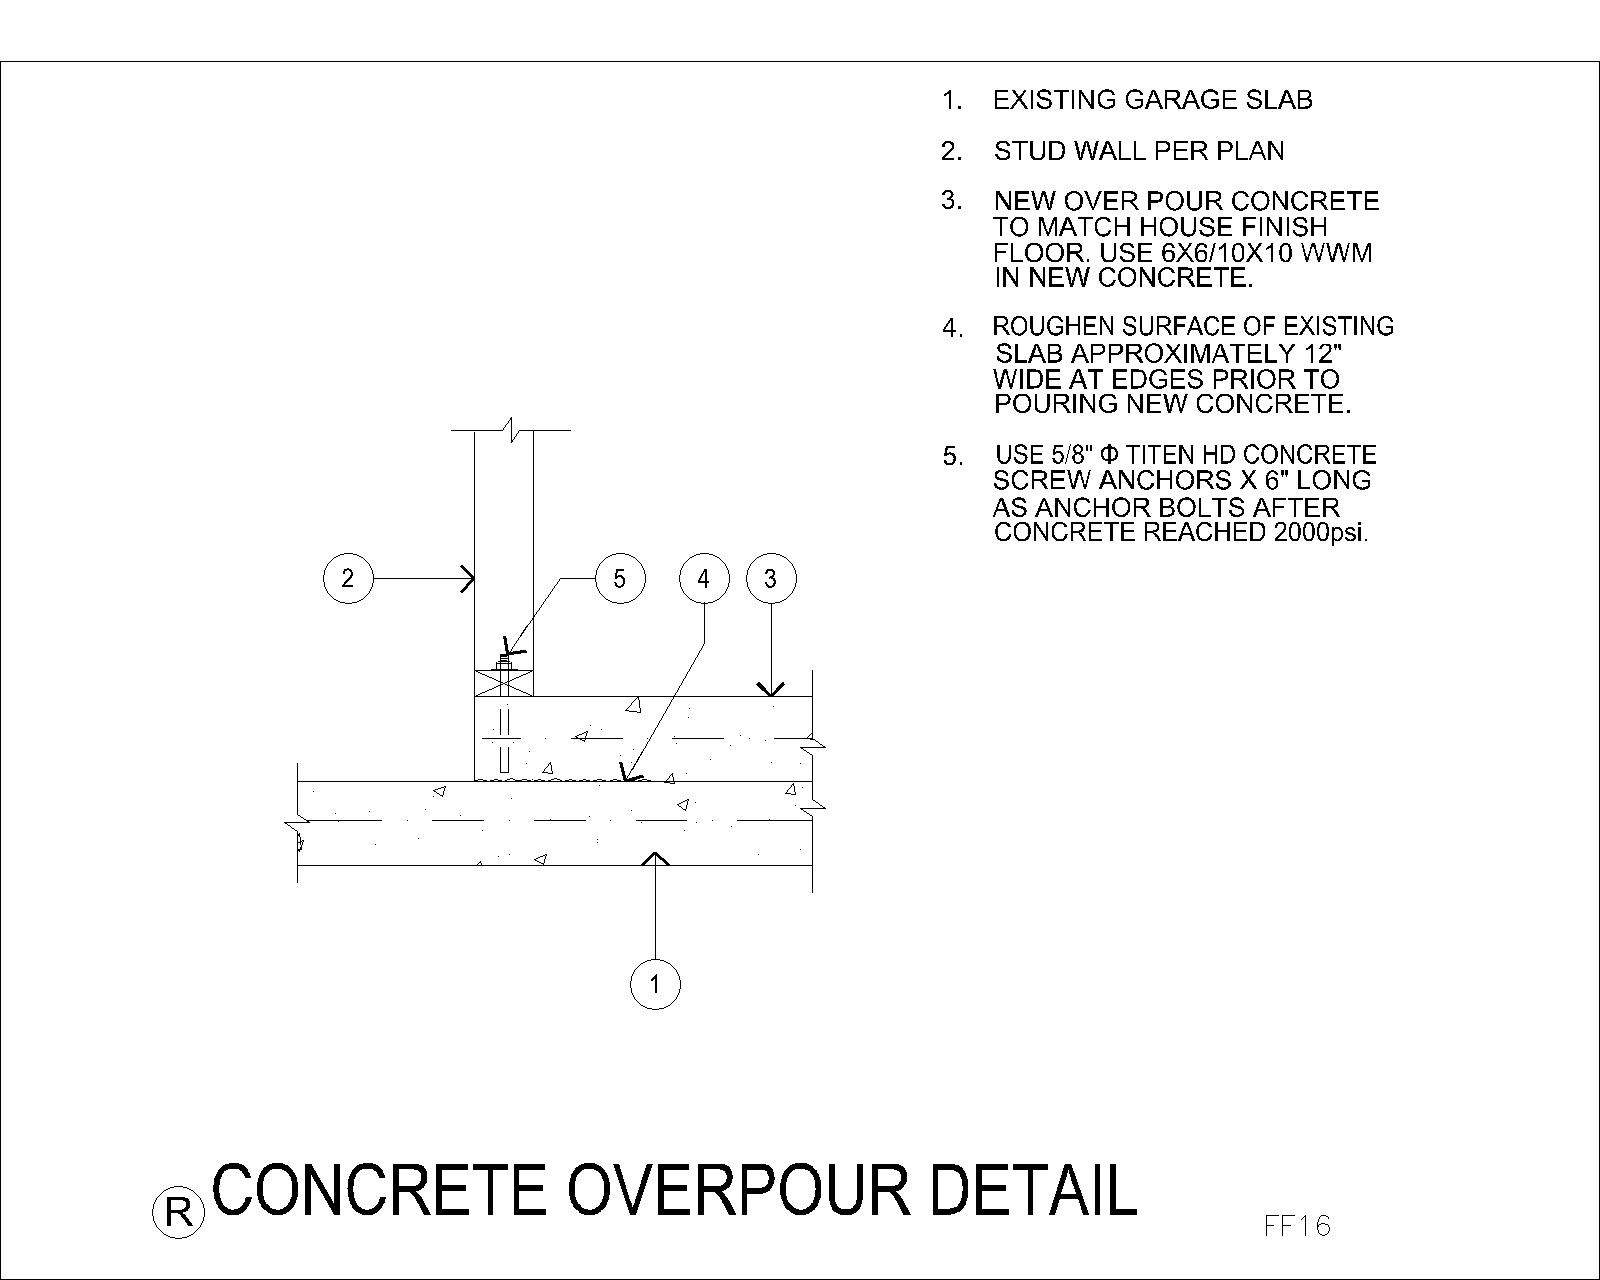 1. EXISTING GARAGE SLAB
2. STUD WALL PER PLAN
3. NEW OVER POUR CONCRETE
TO MATCH HOUSE FINISH
FLOOR. USE 6X6/10X10 WWM
IN NEW CONCRETE.
4. ROUGHEN SURFACE OF EXISTING
SLAB APPROXIMATELY 12"
WIDE AT EDGES PRIOR TO
POURING NEW CONCRETE.
5. USE 5/8" Φ TITEN HD CONCRETE
SCREW ANCHORS X 6" LONG
AS ANCHOR BOLTS AFTER
CONCRETE REACHED 2000psi.
2 5 4 3
1
R CONCRETE OVERPOUR DETAIL
FF16